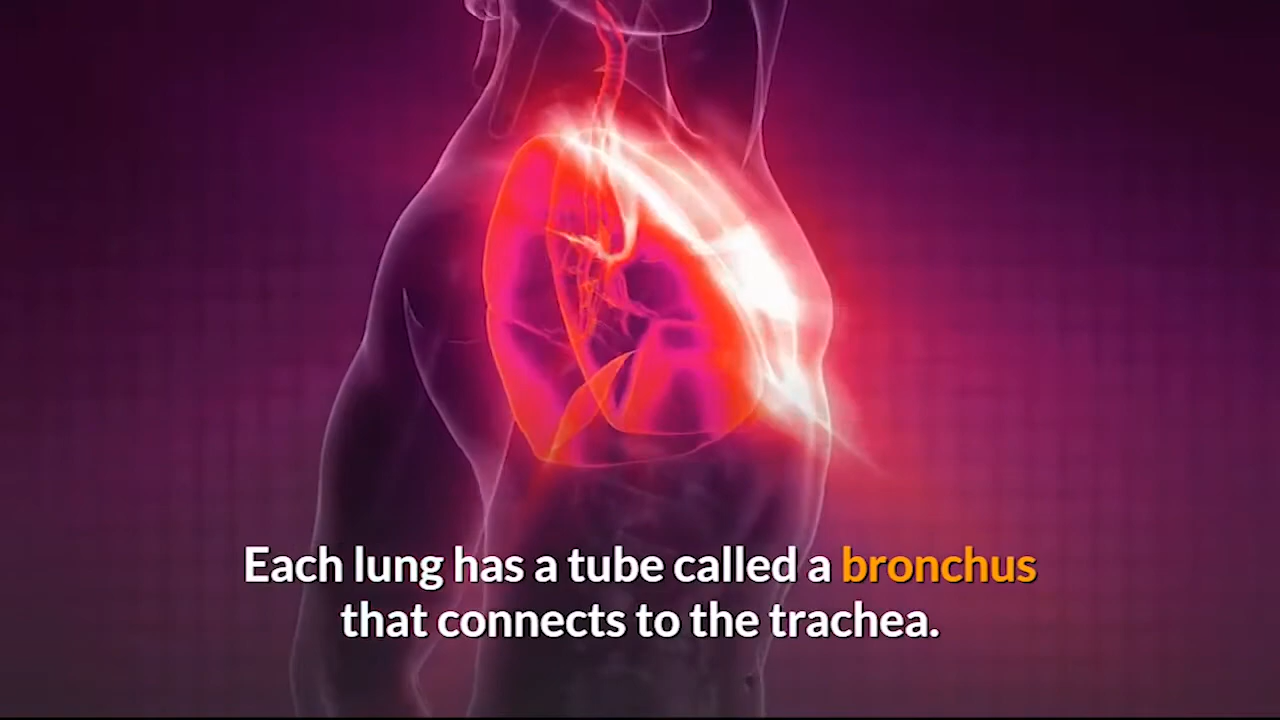 Each lung has a tube called a bronchus
that connects to the trachea.